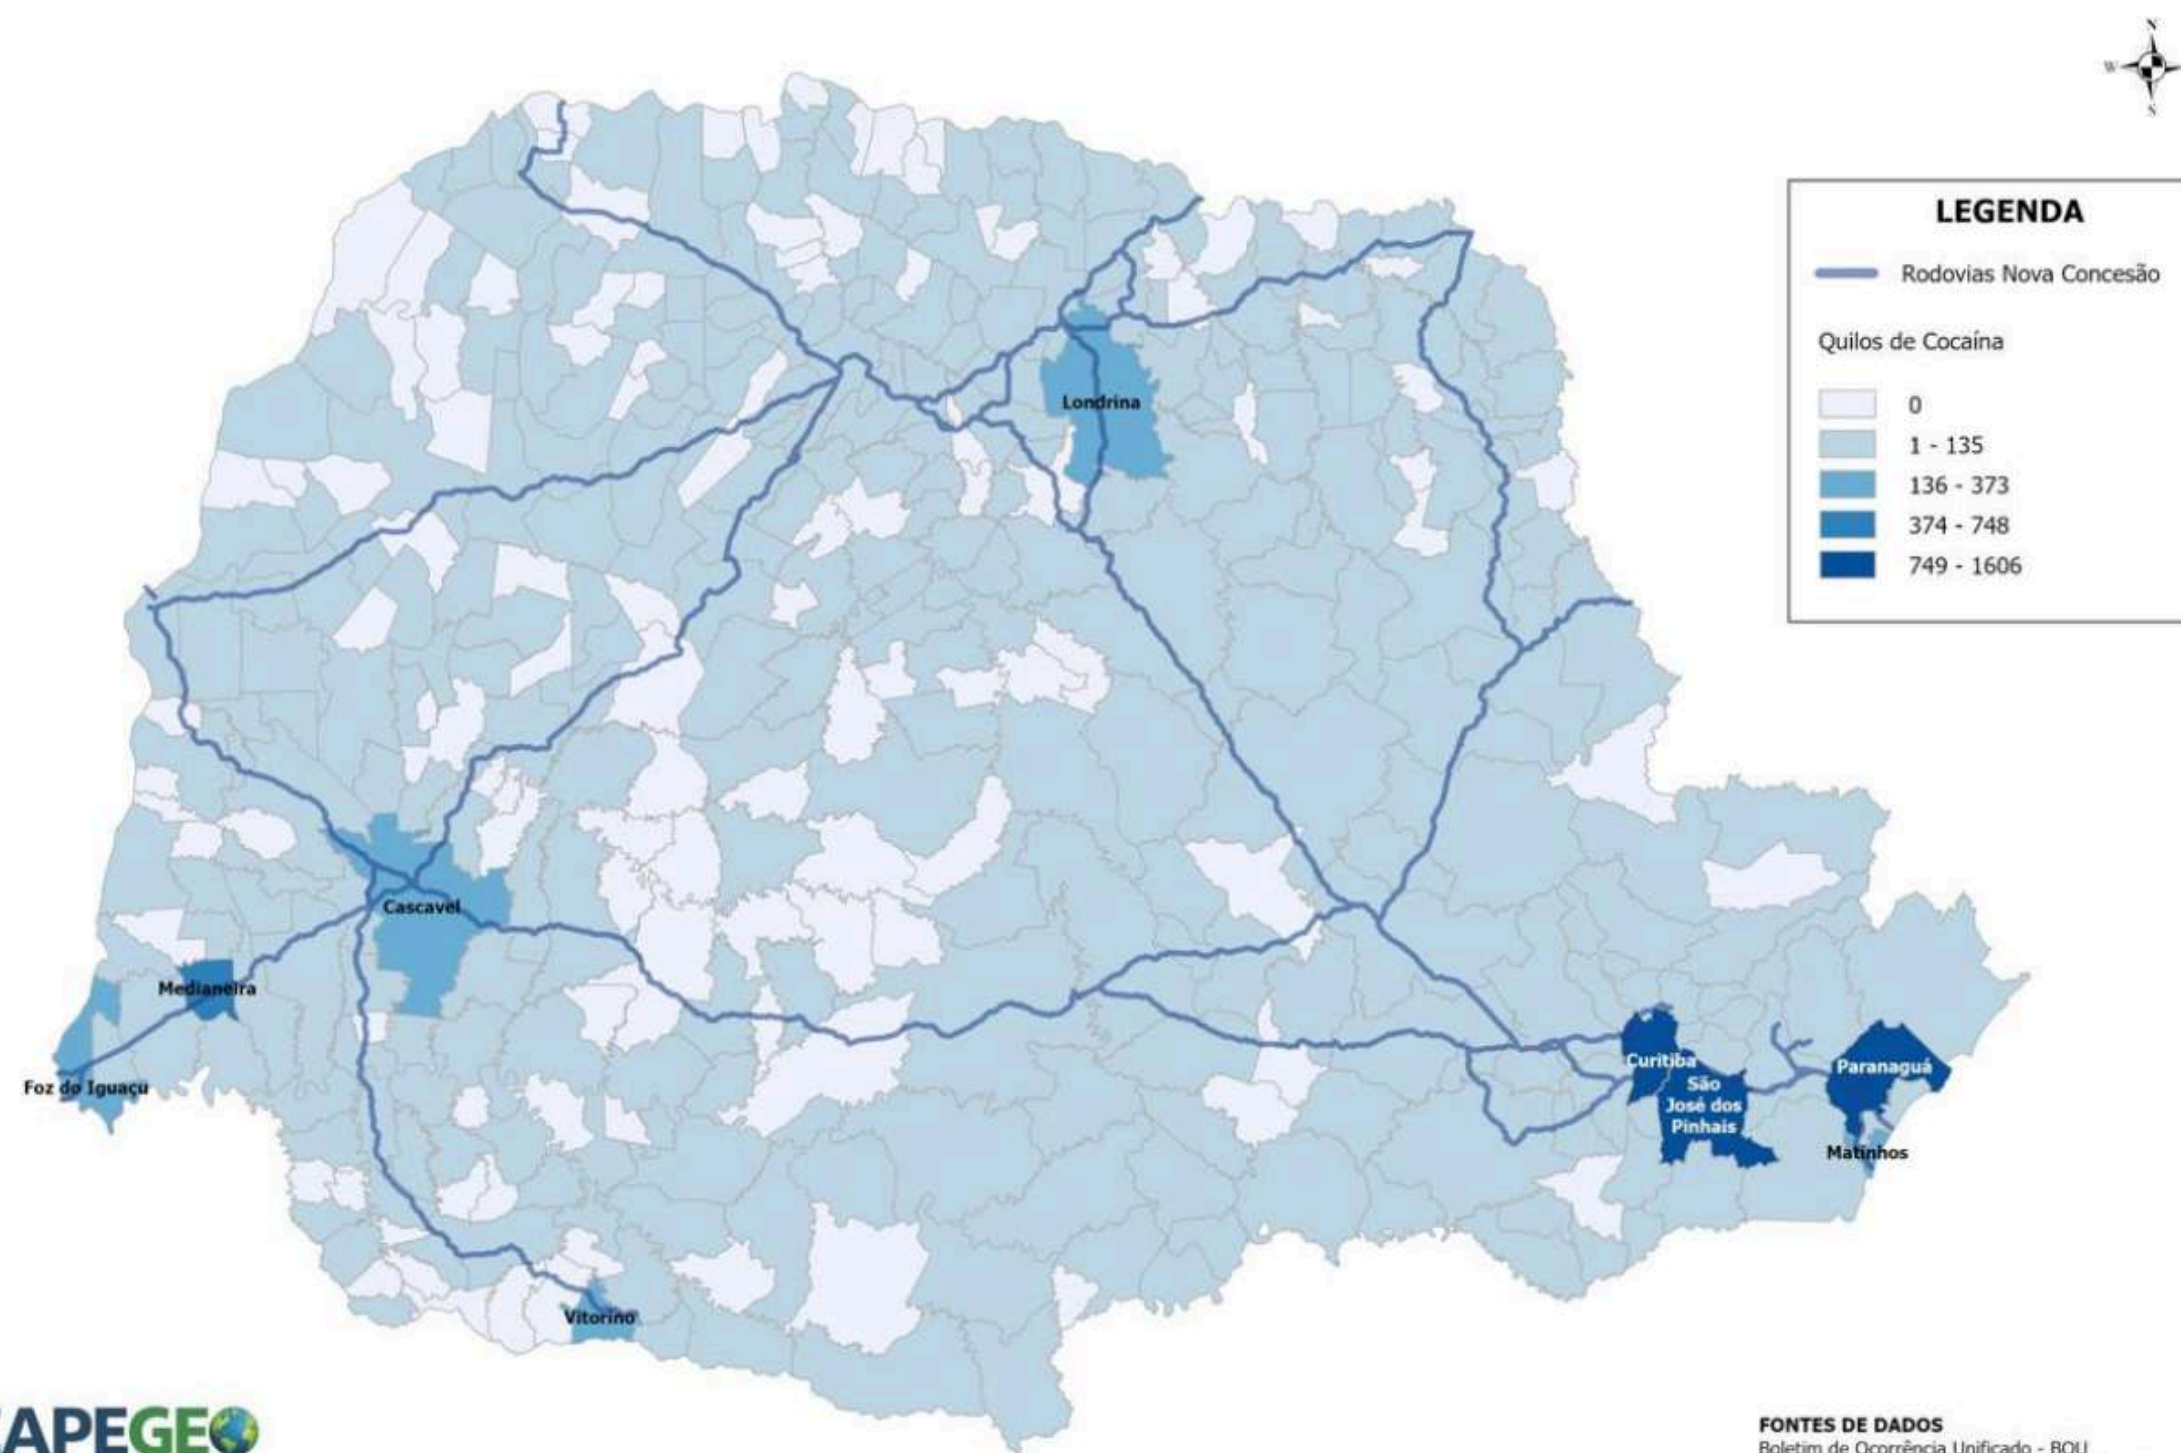 N
W
S
LEGENDA
Rodovias Nova Concesão
Quilos de Cocaína
0
1 - 135
136 - 373
374 - 748
749 - 1606
Londrina
Cascavel
Medianeira
Foz do Iguaçu
Curitiba
São
José dos
Pinhais
Paranaguá
Matinhos
Vitorino
CAPEGEO
FONTES DE DADOS
Boletim de Ocorrência Unificado - BOU